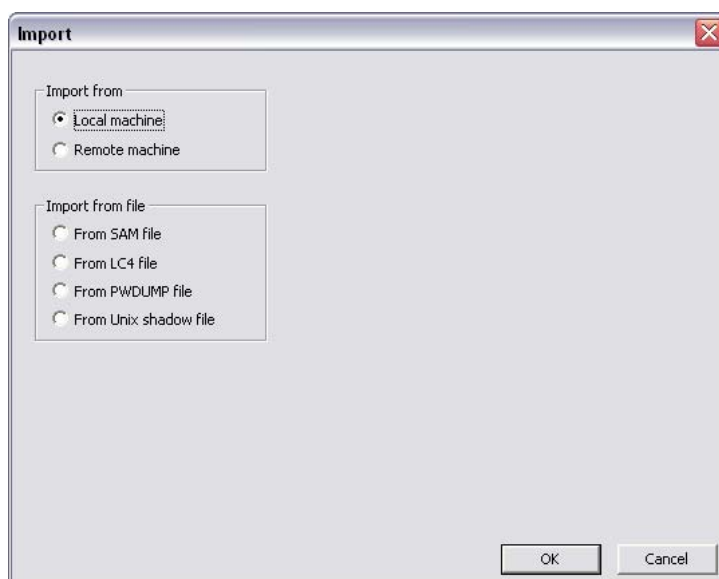 Import
Import from
Local machine
Remote machine
Import from file
From SAM file
From LC4 file
From PWDUMP file
From Unix shadow file
OK
Cancel